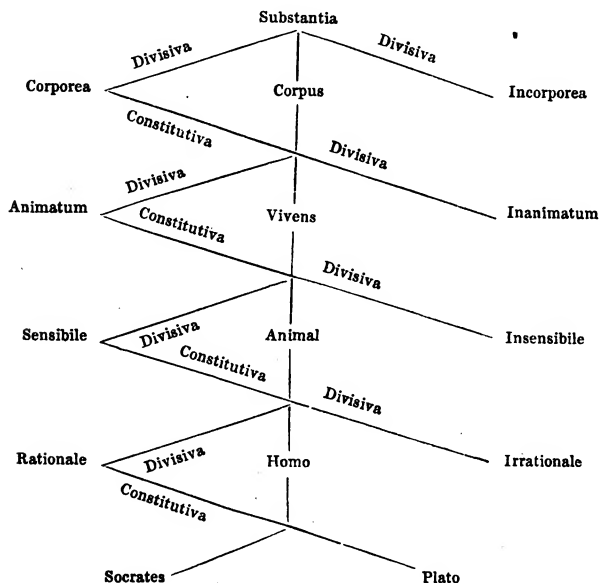 Substantia
Divisiva
Divisiva
Corporea
Corpus
Incorporea
Constitutiva
Divisiva
Divisiva
Animatum
Vivens
Inanimatum
Constitutiva
Divisiva
Sensibile
Divisiva
Animal
Insensibile
Constitutiva
Divisiva
Rationale
Divisiva
Homo
Irrationale
Constitutiva
Socrates
Plato